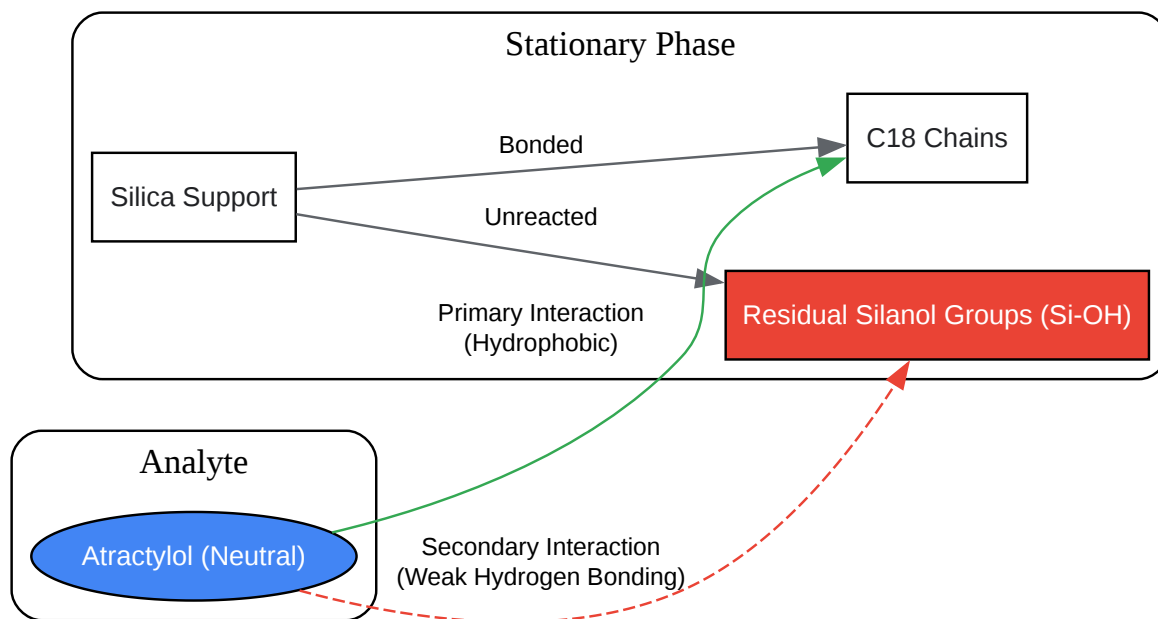 Stationary Phase
C18 Chains
Bonded
Silica Support
Unreacted
Primary Interaction
(Hydrophobic)
Residual Silanol Groups (Si-OH)
Analyte
Atractylol (Neutral)
Secondary Interaction
(Weak Hydrogen Bonding)